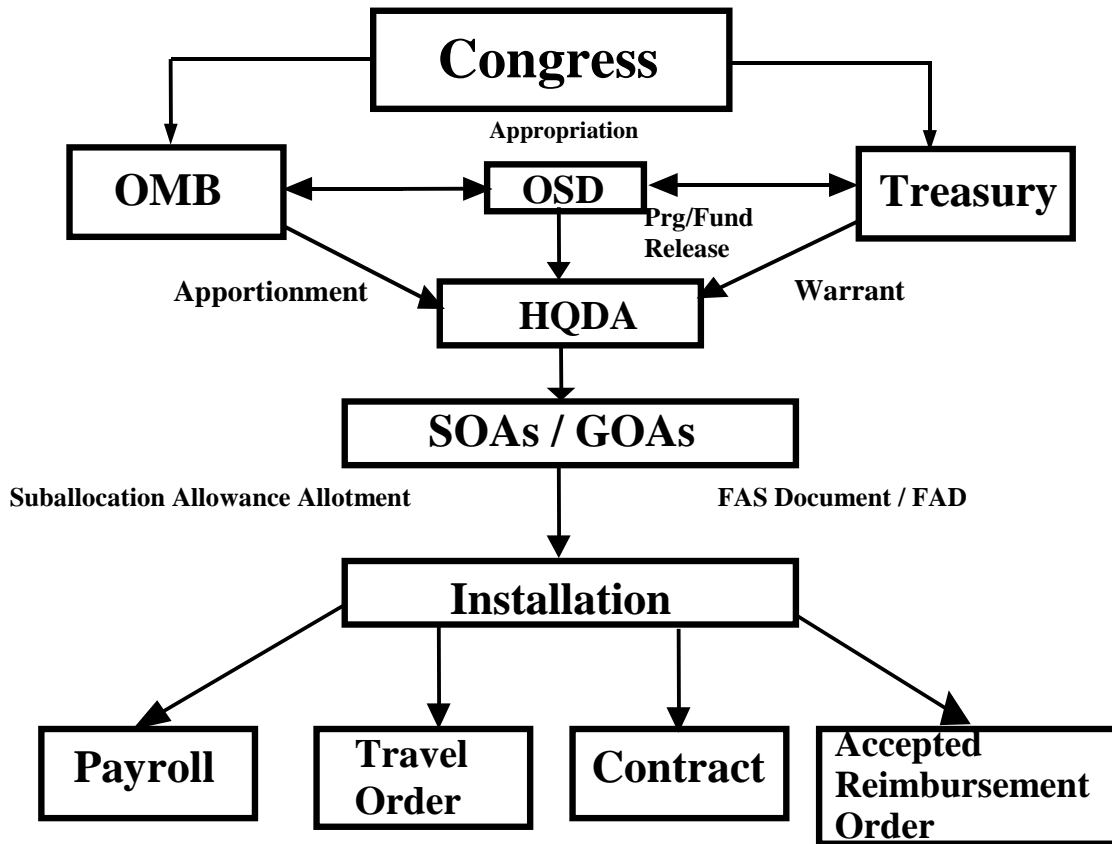 Congress
Appropriation
OMB
OSD
Treasury
Prg/Fund
Release
Apportionment
Warrant
HQDA
SOAs / GOAs
Suballocation Allowance Allotment
FAS Document / FAD
Installation
Payroll
Travel
Order
Contract
Accepted
Reimbursement
Order